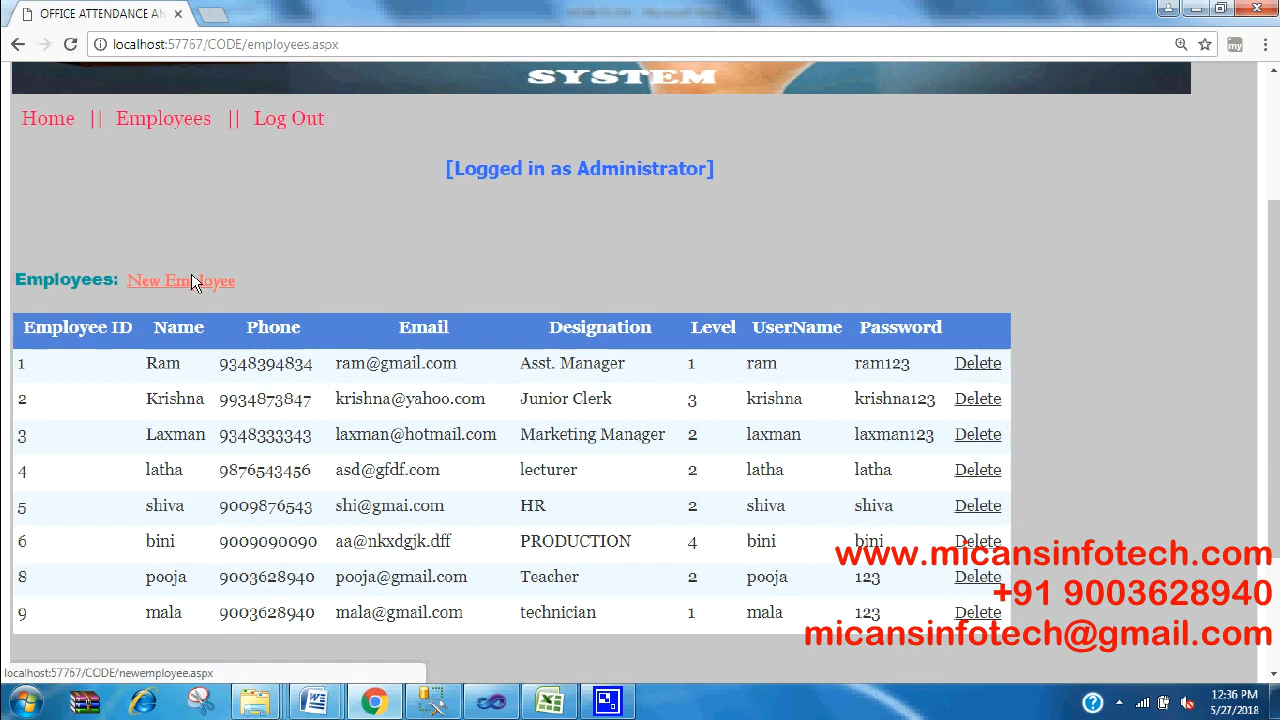 OFFICE ATTENDANCE AN
localhost:57767/CODE/employees.aspx
my
SYSTEM
Home || Employees || Log Out
[Logged in as Administrator]
Employees: New Employee
Employee ID Name Phone Email Designation Level UserName Password
1 Ram 9348394834 ram@gmail.com Asst. Manager 1 ram ram123 Delete
2 Krishna 9934873847 krishna@yahoo.com Junior Clerk 3 krishna krishna123 Delete
3 Laxman 9348333343 laxman@hotmail.com Marketing Manager 2 laxman laxman123 Delete
4 latha 9876543456 asd@gfdf.com lecturer 2 latha latha Delete
5 shiva 9009876543 shi@gmai.com HR 2 shiva shiva Delete
6 bini 9009090090 aa@nkxdgjk.dff PRODUCTION 4 bini bini Delete
www.micansinfotech.com
8 pooja 9003628940 pooja@gmail.com Teacher 2 pooja 123 Delete
+91 9003628940
9 mala 9003628940 mala@gmail.com technician 1 mala 123 Delete
micansinfotech@gmail.com
localhost:57767/CODE/newemployee.aspx
12:36 PM
5/27/2018